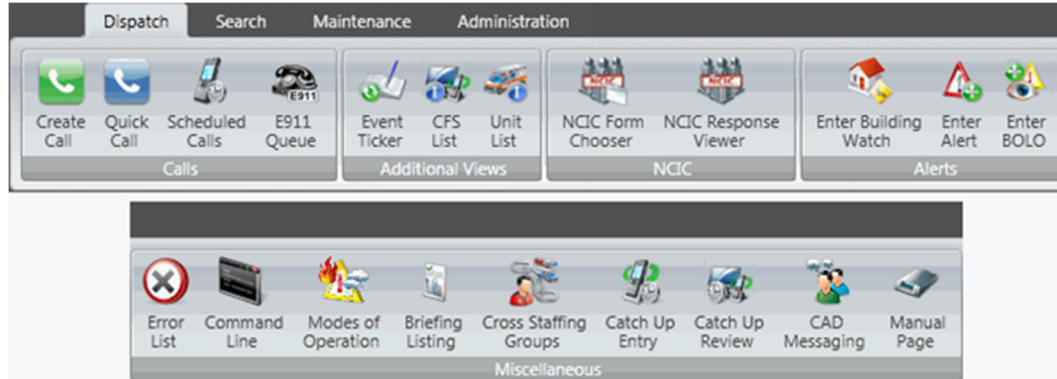 Dispatch Search Maintenance Administration
E911
NCIC NCIC
Create Quick Scheduled E911 Event CFS Unit NCIC Form NCIC Response Enter Building Enter Enter
Call Call Calls Queue Ticker List List Chooser Viewer Watch Alert BOLO
Calls Additional Views NCIC Alerts
Error Command Modes of Briefing Cross Staffing Catch Up Catch Up CAD Manual
List Line Operation Listing Groups Entry Review Messaging Page
Miscellaneous